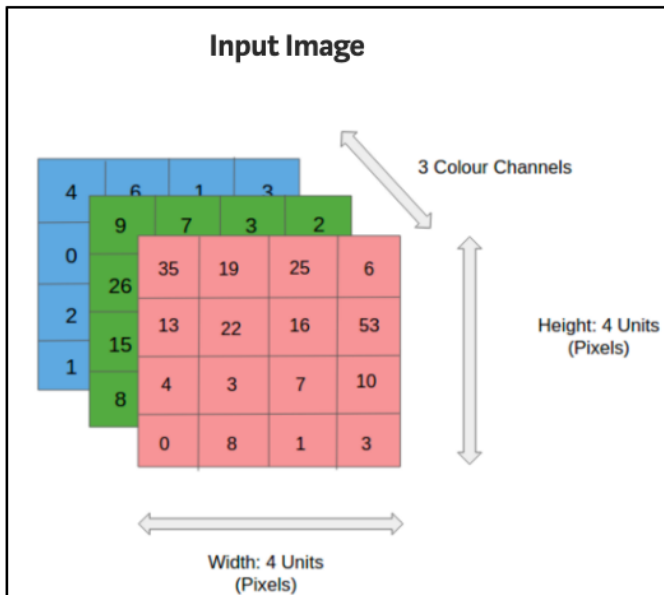 Input Image
3 Colour Channels
4 6 1 3
9 7 3 2
35 19 25 6
0
26
13 22 16 53
Height: 4 Units
(Pixels)
2
15
4 3 7 10
1
8
0 8 1 3
Width: 4 Units
(Pixels)